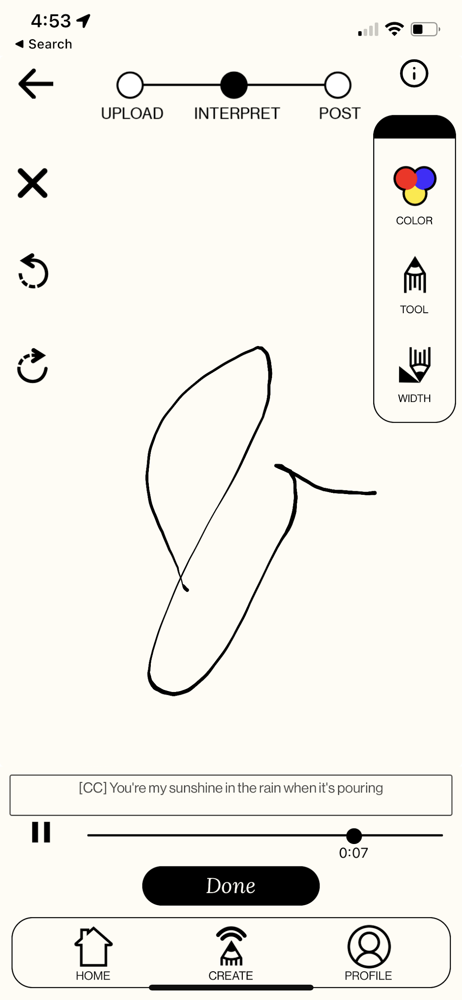 4:53
Search
UPLOAD INTERPRET POST
COLOR
TOOL
WIDTH
[CC] You're my sunshine in the rain when it's pouring
0:07
Done
HOME CREATE PROFILE